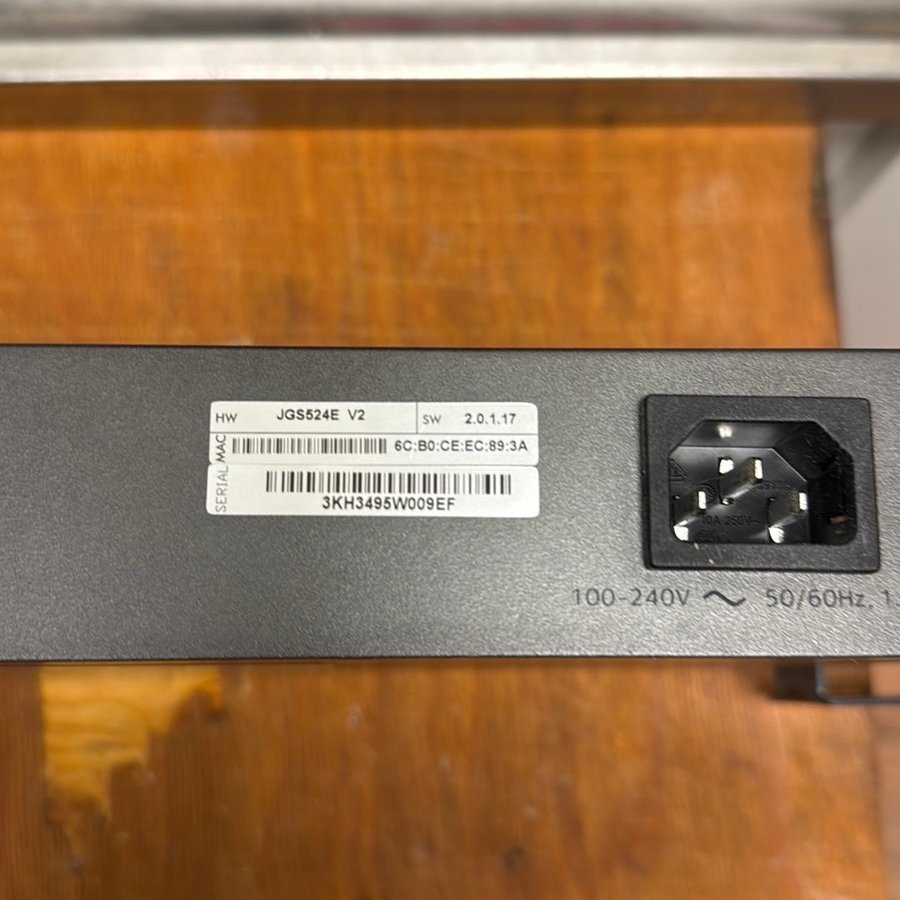 HW JGS524E V2 SW 2.0.1.17
MAC 6C:B0:CE:EC:89:3A
SERIAL 3KH3495W009EF
10A 250V~
100-240V ~ 50/60Hz, 1